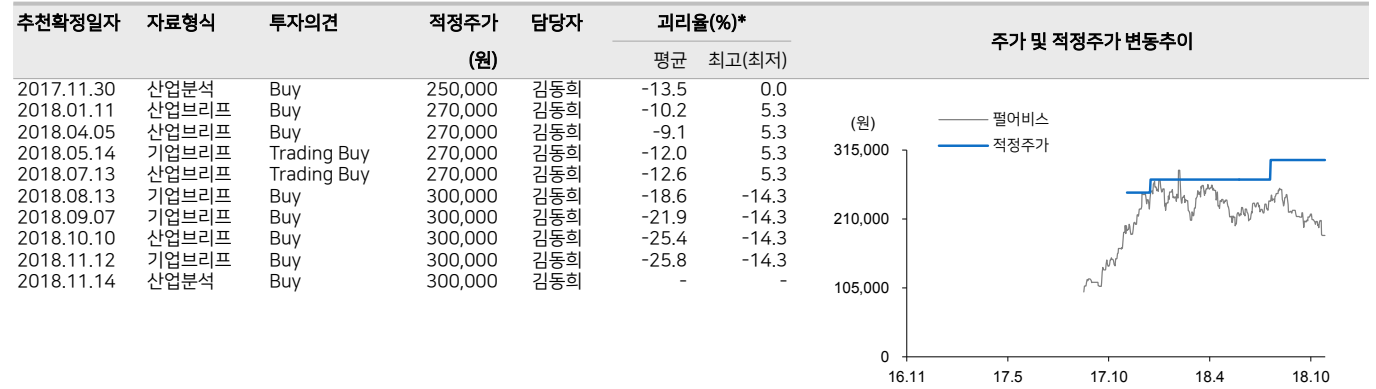 추천확정일자 자료형식 투자의견 적정주가 담당자 괴리율(%)* 주가 및 적정주가 변동추이
(원) 평균 최고(최저)
2017.11.30 산업분석 Buy 250,000 김동희 -13.5 0.0
2018.01.11 산업브리프 Buy 270,000 김동희 -10.2 5.3
2018.04.05 산업브리프 Buy 270,000 김동희 -9.1 5.3
2018.05.14 기업브리프 Trading Buy 270,000 김동희 -12.0 5.3
2018.07.13 산업브리프 Trading Buy 270,000 김동희 -12.6 5.3
2018.08.13 기업브리프 Buy 300,000 김동희 -18.6 -14.3
2018.09.07 기업브리프 Buy 300,000 김동희 -21.9 -14.3
2018.10.10 산업브리프 Buy 300,000 김동희 -25.4 -14.3
2018.11.12 기업브리프 Buy 300,000 김동희 -25.8 -14.3
2018.11.14 산업분석 Buy 300,000 김동희 - -
(원)
펄어비스
적정주가
315,000
210,000
105,000
0
16.11 17.5 17.10 18.4 18.10